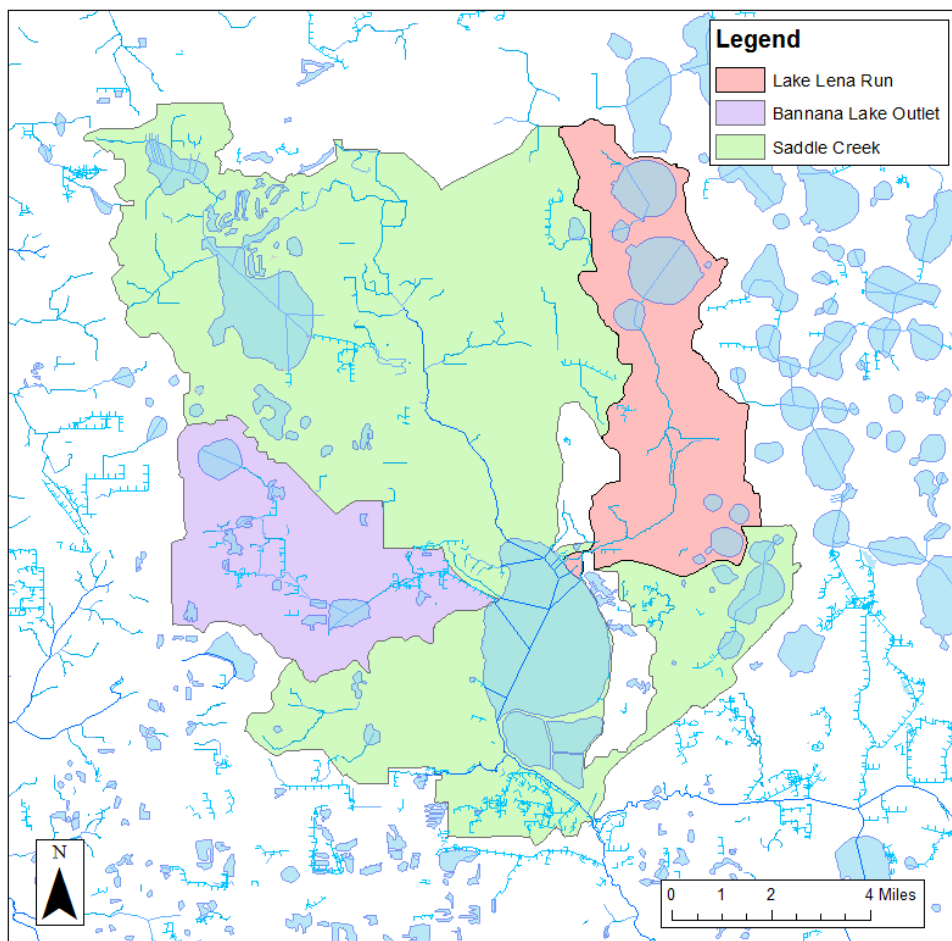 Legend
Lake Lena Run
Bannana Lake Outlet
Saddle Creek
N
0 1 2 4 Miles